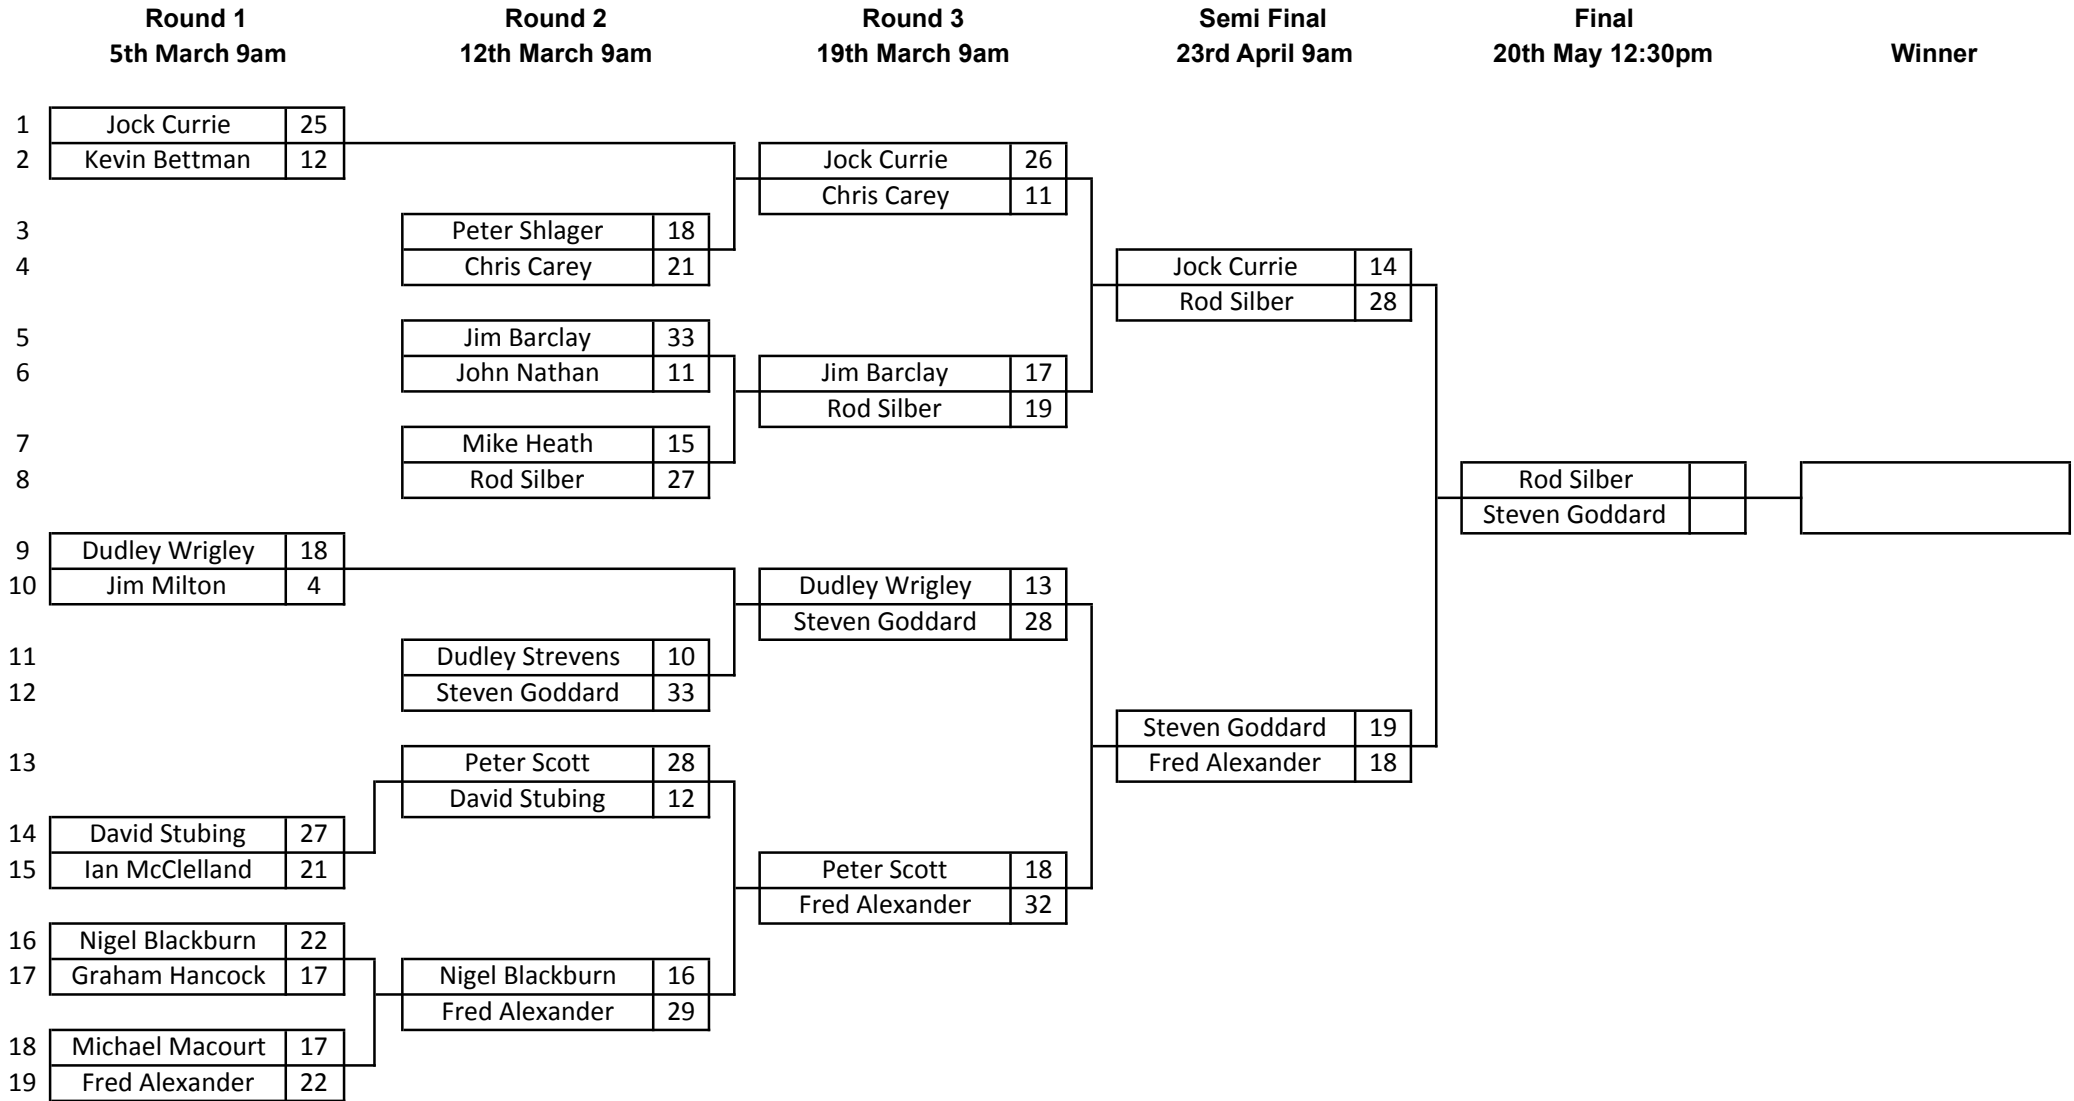 Round 1 Round 2 Round 3 Semi Final Final
5th March 9am 12th March 9am 19th March 9am 23rd April 9am 20th May 12:30pm Winner
1 Jock Currie 25
2 Kevin Bettman 12 Jock Currie 26
Chris Carey 11
3 Peter Shlager 18
4 Chris Carey 21 Jock Currie 14
Rod Silber 28
5 Jim Barclay 33
6 John Nathan 11 Jim Barclay 17
Rod Silber 19
7 Mike Heath 15
8 Rod Silber 27 Rod Silber
Steven Goddard
9 Dudley Wrigley 18
10 Jim Milton 4 Dudley Wrigley 13
Steven Goddard 28
11 Dudley Strevens 10
12 Steven Goddard 33
Steven Goddard 19
13 Peter Scott 28 Fred Alexander 18
David Stubing 12
14 David Stubing 27
15 Ian McClelland 21 Peter Scott 18
Fred Alexander 32
16 Nigel Blackburn 22
17 Graham Hancock 17 Nigel Blackburn 16
Fred Alexander 29
18 Michael Macourt 17
19 Fred Alexander 22